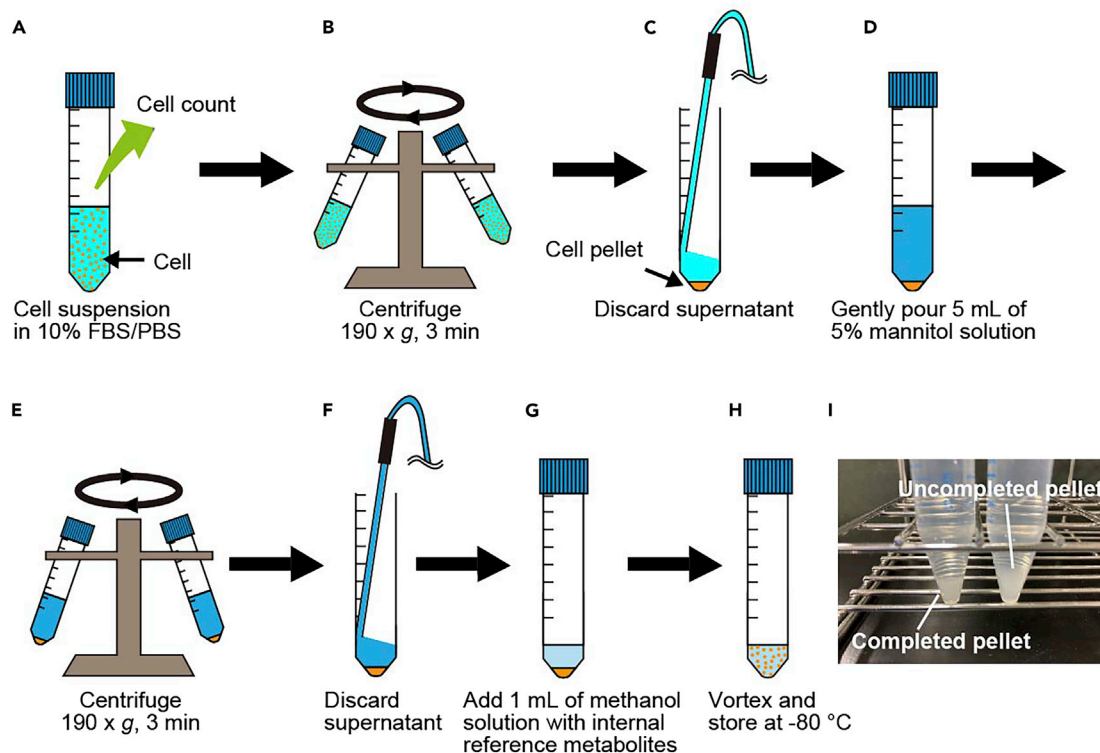 A
B
C
D
Cell count
Cell
Cell pellet
Cell suspension
in 10% FBS/PBS
Centrifuge
190 x g, 3 min
Discard supernatant
Gently pour 5 mL of
5% mannitol solution
E
F
G
H
I
Uncompleted pellet
Completed pellet
Centrifuge
190 x g, 3 min
Discard
supernatant
Add 1 mL of methanol
solution with internal
reference metabolites
Vortex and
store at -80 °C